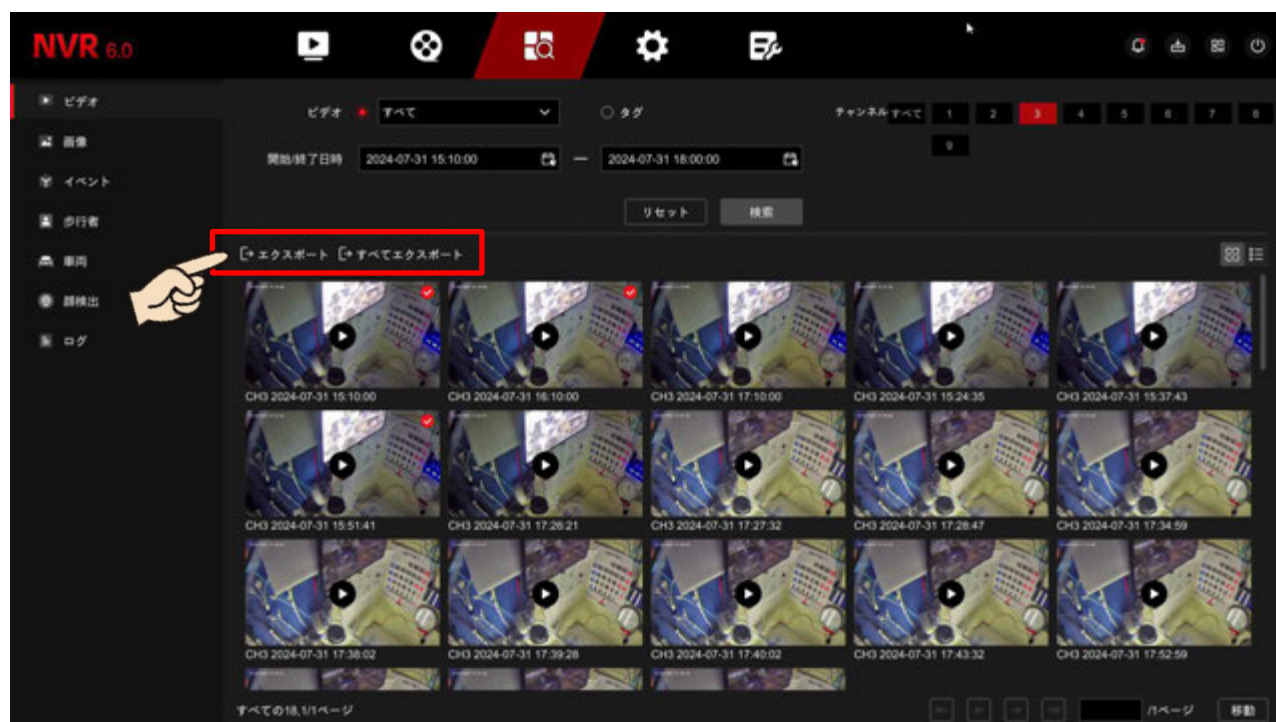 NVR 6.0
ビデオ
画像
イベント
歩行者
車両
顔検出
ログ
ビデオ すべて タグ チャンネル すべて 1 2 3 4 5 6 7 8
9
開始/終了日時 2024-07-31 15:10:00 — 2024-07-31 18:00:00
リセット 検索
エクスポート すべてエクスポート
CH3 2024-07-31 15:10:00 CH3 2024-07-31 16:10:00 CH3 2024-07-31 17:10:00 CH3 2024-07-31 15:24:35 CH3 2024-07-31 15:37:43
CH3 2024-07-31 15:51:41 CH3 2024-07-31 17:26:21 CH3 2024-07-31 17:27:32 CH3 2024-07-31 17:28:47 CH3 2024-07-31 17:34:59
CH3 2024-07-31 17:38:02 CH3 2024-07-31 17:39:28 CH3 2024-07-31 17:40:02 CH3 2024-07-31 17:43:32 CH3 2024-07-31 17:52:59
すべての18,1/1ページ /1ページ 移動